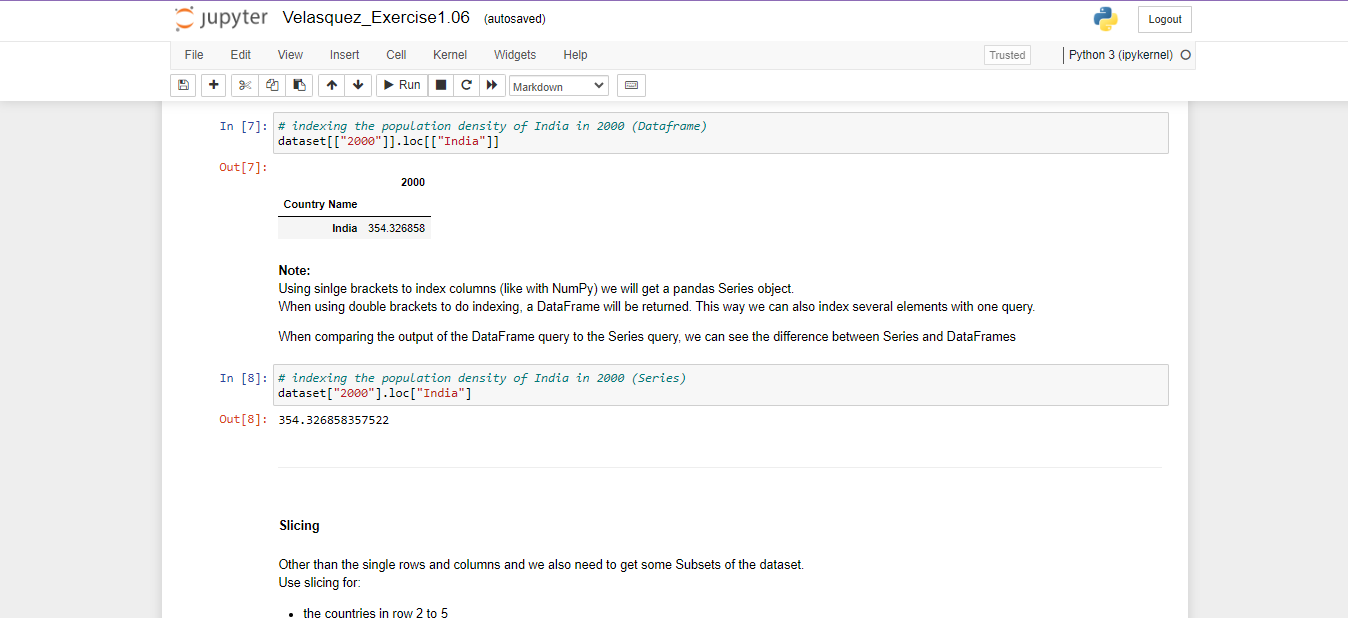 jupyter Velasquez_Exercise1.06 (autosaved) Logout
File Edit View Insert Cell Kernel Widgets Help Trusted Python 3 (ipykernel)
Run Markdown
In [7]: # indexing the population density of India in 2000 (Dataframe)
dataset[["2000"]].loc[["India"]]
Out[7]:
2000
Country Name
India 354.326858
Note:
Using sinlge brackets to index columns (like with NumPy) we will get a pandas Series object.
When using double brackets to do indexing, a DataFrame will be returned. This way we can also index several elements with one query.
When comparing the output of the DataFrame query to the Series query, we can see the difference between Series and DataFrames
In [8]: # indexing the population density of India in 2000 (Series)
dataset["2000"].loc["India"]
Out[8]: 354.326858357522
Slicing
Other than the single rows and columns and we also need to get some Subsets of the dataset.
Use slicing for:
• the countries in row 2 to 5